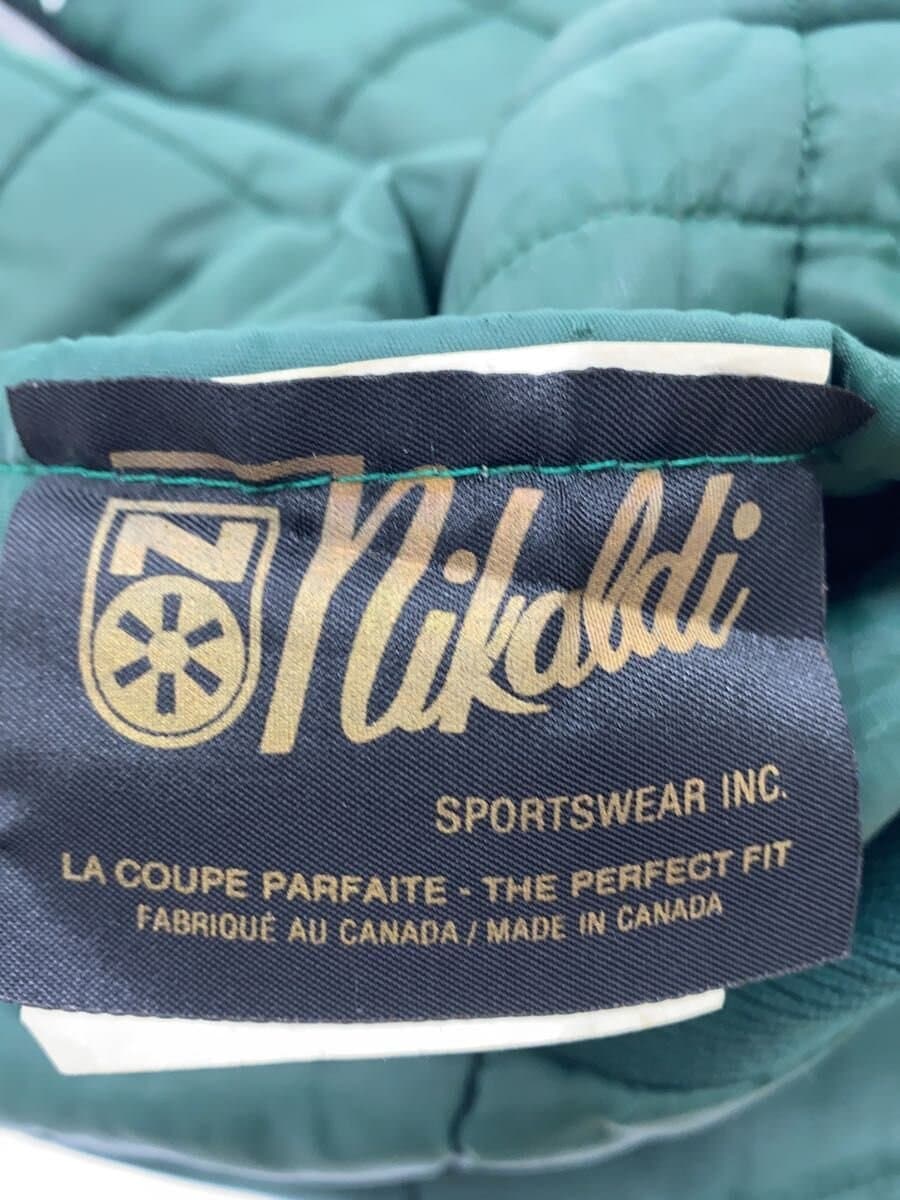 N
Nikaldi
SPORTSWEAR INC.
LA COUPE PARFAITE - THE PERFECT FIT
FABRIQUÉ AU CANADA / MADE IN CANADA